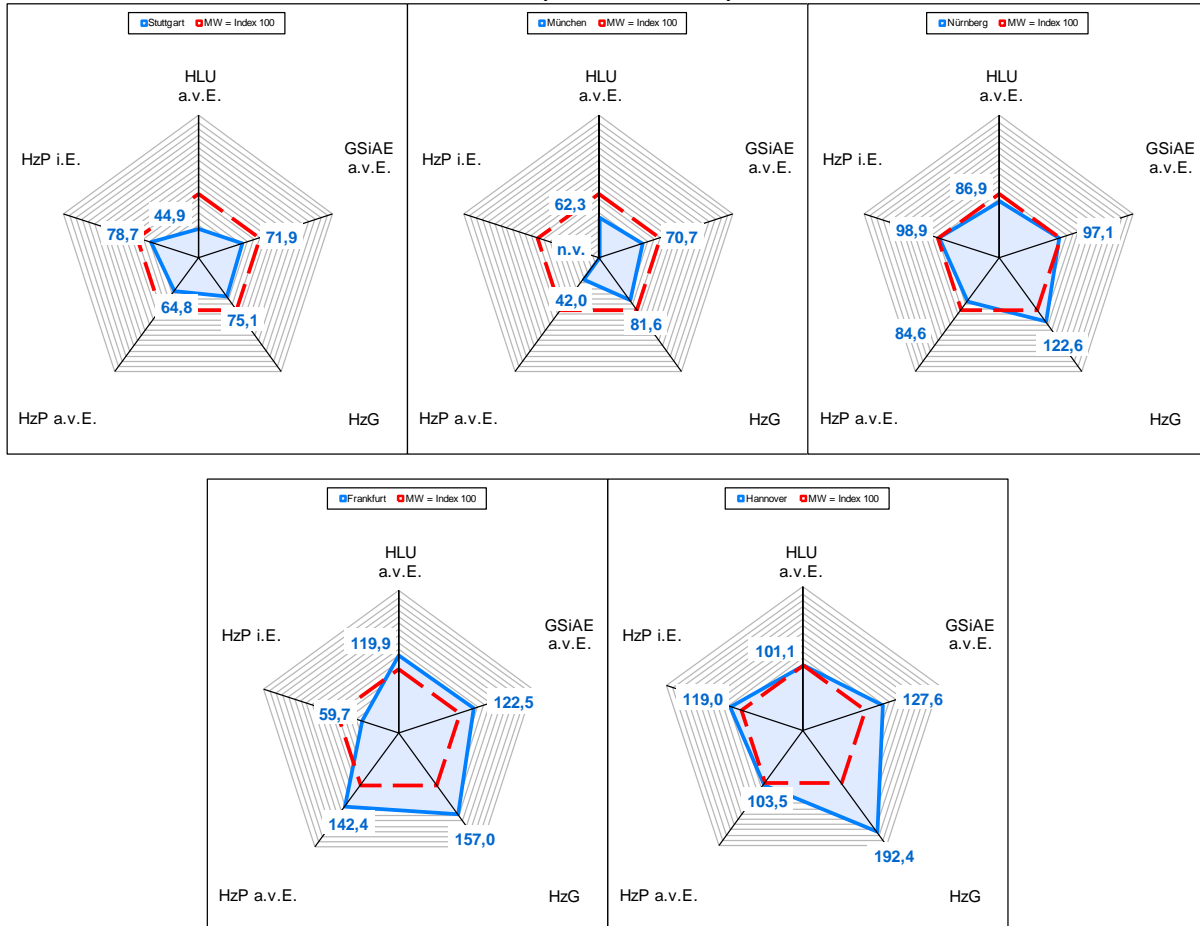 Stuttgart MW = Index 100
HLU
a.v.E.
GSiAE
a.v.E.
HzP i.E.
44,9
78,7
71,9
64,8
75,1
HzP a.v.E.
HzG
München MW = Index 100
HLU
a.v.E.
GSiAE
a.v.E.
HzP i.E.
62,3
70,7
n.v.
42,0
81,6
HzP a.v.E.
HzG
Nürnberg MW = Index 100
HLU
a.v.E.
GSiAE
a.v.E.
HzP i.E.
86,9
98,9
97,1
84,6
122,6
HzP a.v.E.
HzG
Frankfurt MW = Index 100
HLU
a.v.E.
GSiAE
a.v.E.
HzP i.E.
119,9
122,5
59,7
142,4
157,0
HzP a.v.E.
HzG
Hannover MW = Index 100
HLU
a.v.E.
GSiAE
a.v.E.
HzP i.E.
101,1
119,0
127,6
103,5
192,4
HzP a.v.E.
HzG